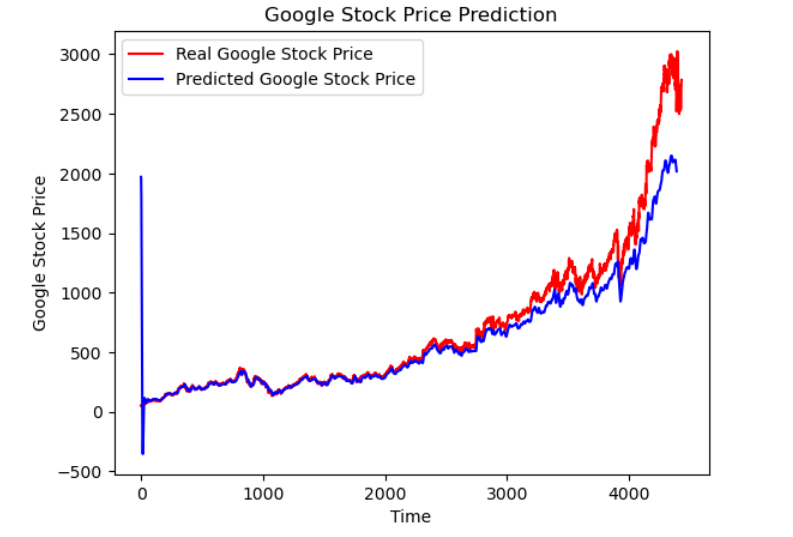 Google Stock Price Prediction
Real Google Stock Price
Predicted Google Stock Price
3000
2500
2000
1500
1000
500
0
−500
Google Stock Price
0 1000 2000 3000 4000
Time